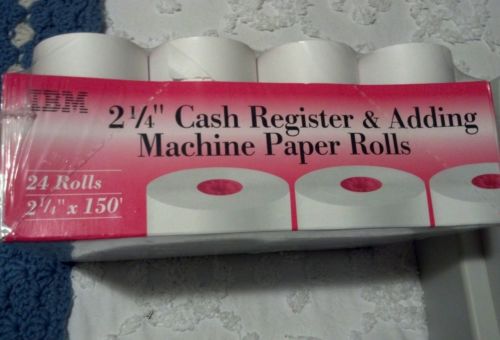 IBM
2 1/4" Cash Register & Adding
Machine Paper Rolls
24 Rolls
2 1/4" x 150'